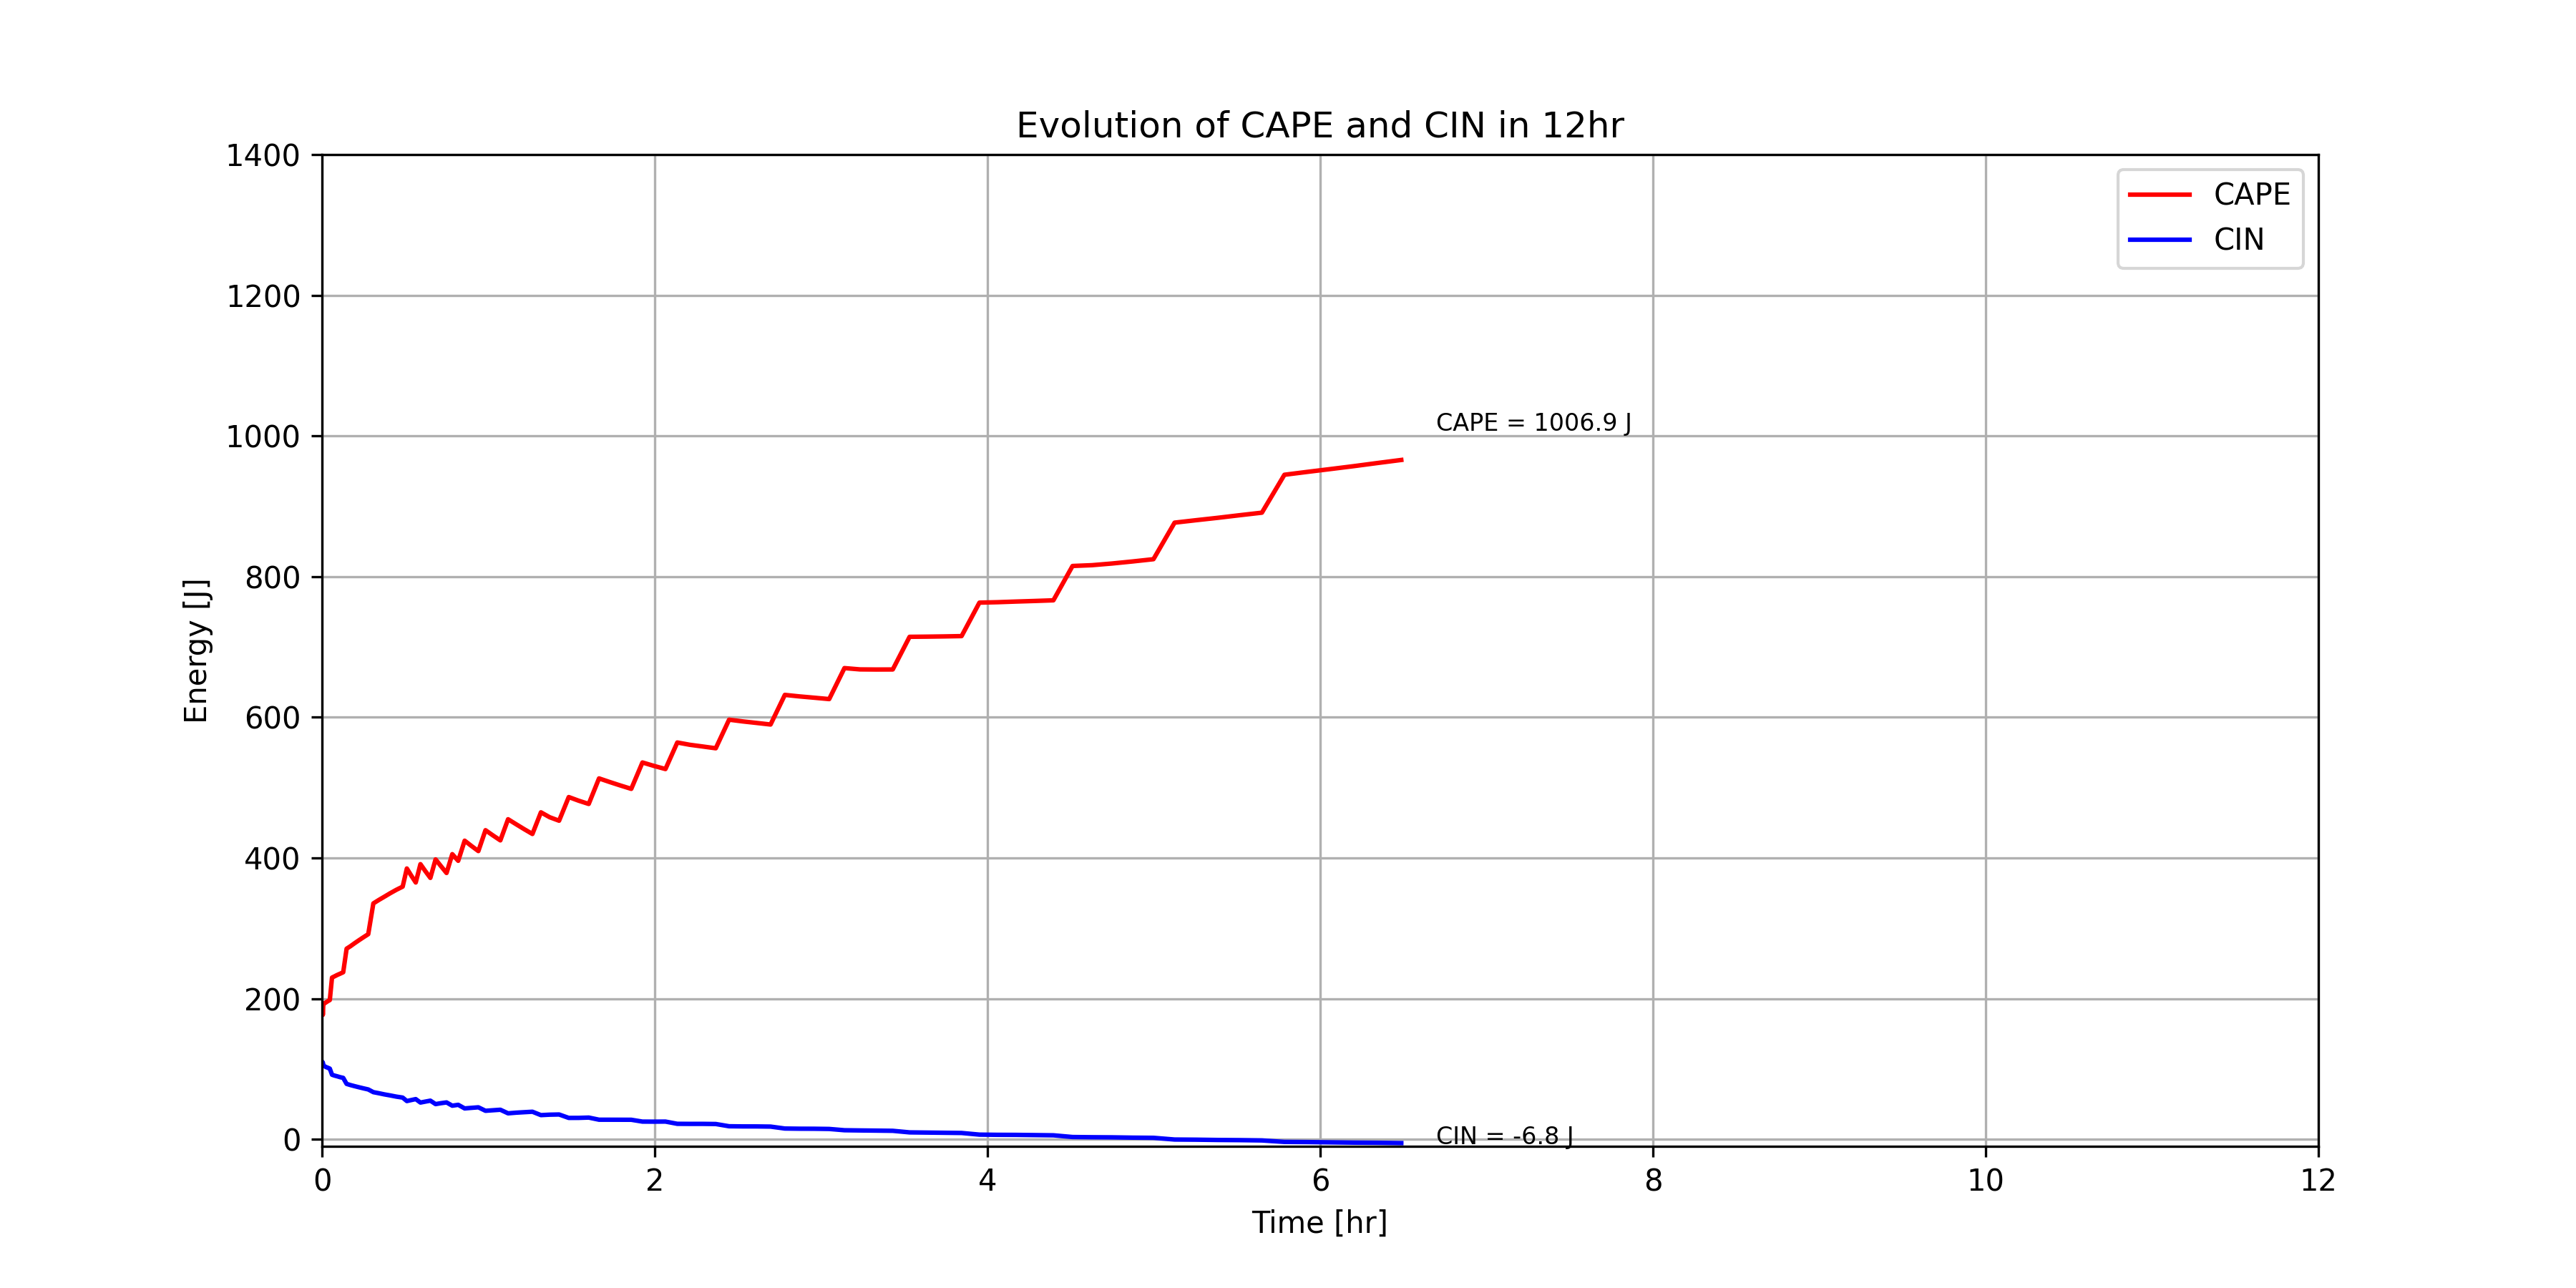 Evolution of CAPE and CIN in 12hr
1400
1200
1000
800
600
400
200
0
Energy [J]
CAPE
CIN
CAPE = 1006.9 J
CIN = -6.8 J
0 2 4 6 8 10 12
Time [hr]